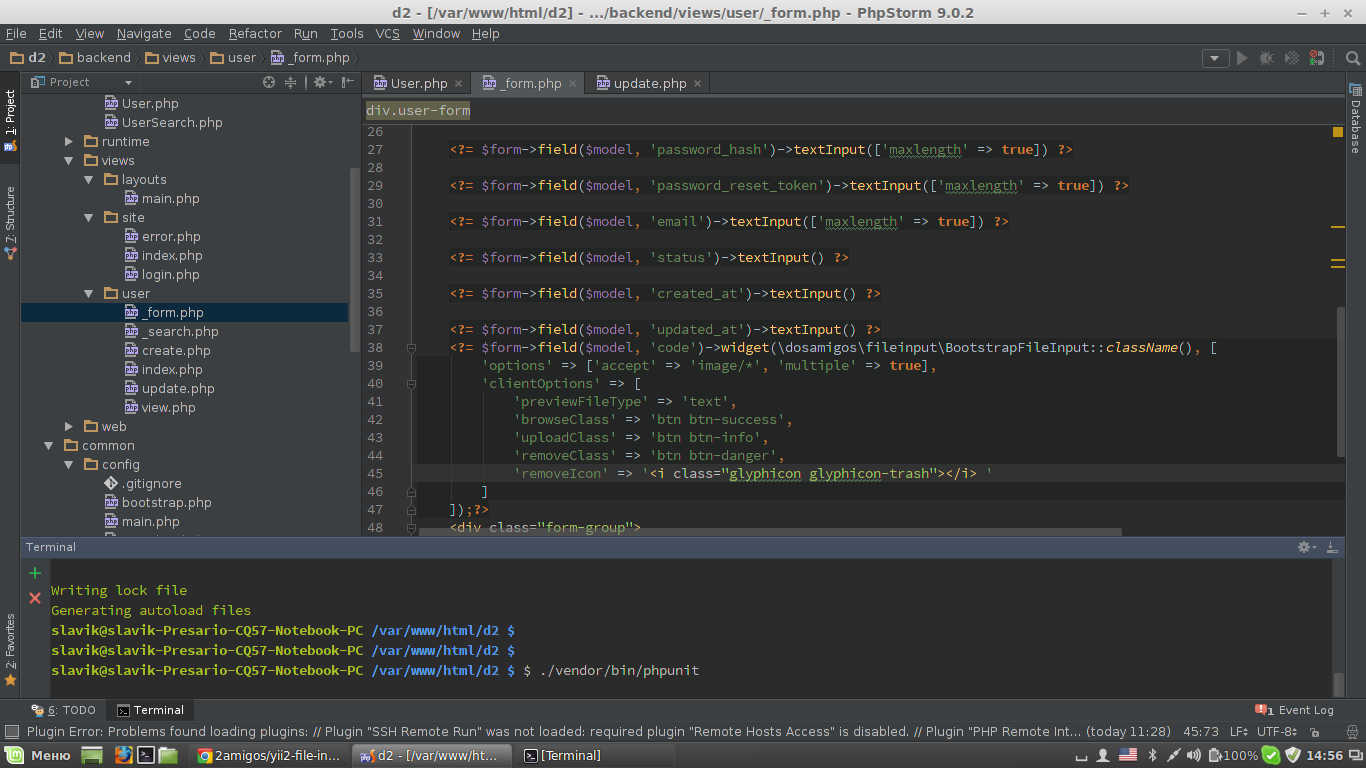 d2 - [/var/www/html/d2] - .../backend/views/user/_form.php - PhpStorm 9.0.2
File Edit View Navigate Code Refactor Run Tools VCS Window Help
d2 backend views user _form.php
1: Project
7: Structure
2: Favorites
Project
User.php
UserSearch.php
runtime
views
layouts
main.php
site
error.php
index.php
login.php
user
_form.php
_search.php
create.php
index.php
update.php
view.php
web
common
config
.gitignore
bootstrap.php
main.php
User.php _form.php update.php
div.user-form
26
27 <?= $form->field($model, 'password_hash')->textInput(['maxlength' => true]) ?>
28
29 <?= $form->field($model, 'password_reset_token')->textInput(['maxlength' => true]) ?>
30
31 <?= $form->field($model, 'email')->textInput(['maxlength' => true]) ?>
32
33 <?= $form->field($model, 'status')->textInput() ?>
34
35 <?= $form->field($model, 'created_at')->textInput() ?>
36
37 <?= $form->field($model, 'updated_at')->textInput() ?>
38 <?= $form->field($model, 'code')->widget(\dosamigos\fileinput\BootstrapFileInput::className(), [
39 'options' => ['accept' => 'image/*', 'multiple' => true],
40 'clientOptions' => [
41 'previewFileType' => 'text',
42 'browseClass' => 'btn btn-success',
43 'uploadClass' => 'btn btn-info',
44 'removeClass' => 'btn btn-danger',
45 'removeIcon' => '<i class="glyphicon glyphicon-trash"></i> '
46 ]
47 ]);?>
48 <div class="form-group">
Database
Terminal
Writing lock file
Generating autoload files
slavik@slavik-Presario-CQ57-Notebook-PC /var/www/html/d2 $
slavik@slavik-Presario-CQ57-Notebook-PC /var/www/html/d2 $
slavik@slavik-Presario-CQ57-Notebook-PC /var/www/html/d2 $ $ ./vendor/bin/phpunit
6: TODO Terminal 1 Event Log
Plugin Error: Problems found loading plugins: // Plugin "SSH Remote Run" was not loaded: required plugin "Remote Hosts Access" is disabled. // Plugin "PHP Remote Int... (today 11:28) 45:73 LF÷ UTF-8÷
Меню 2amigos/yii2-file-in... d2 - [/var/www/ht... [Terminal] 100% 14:56